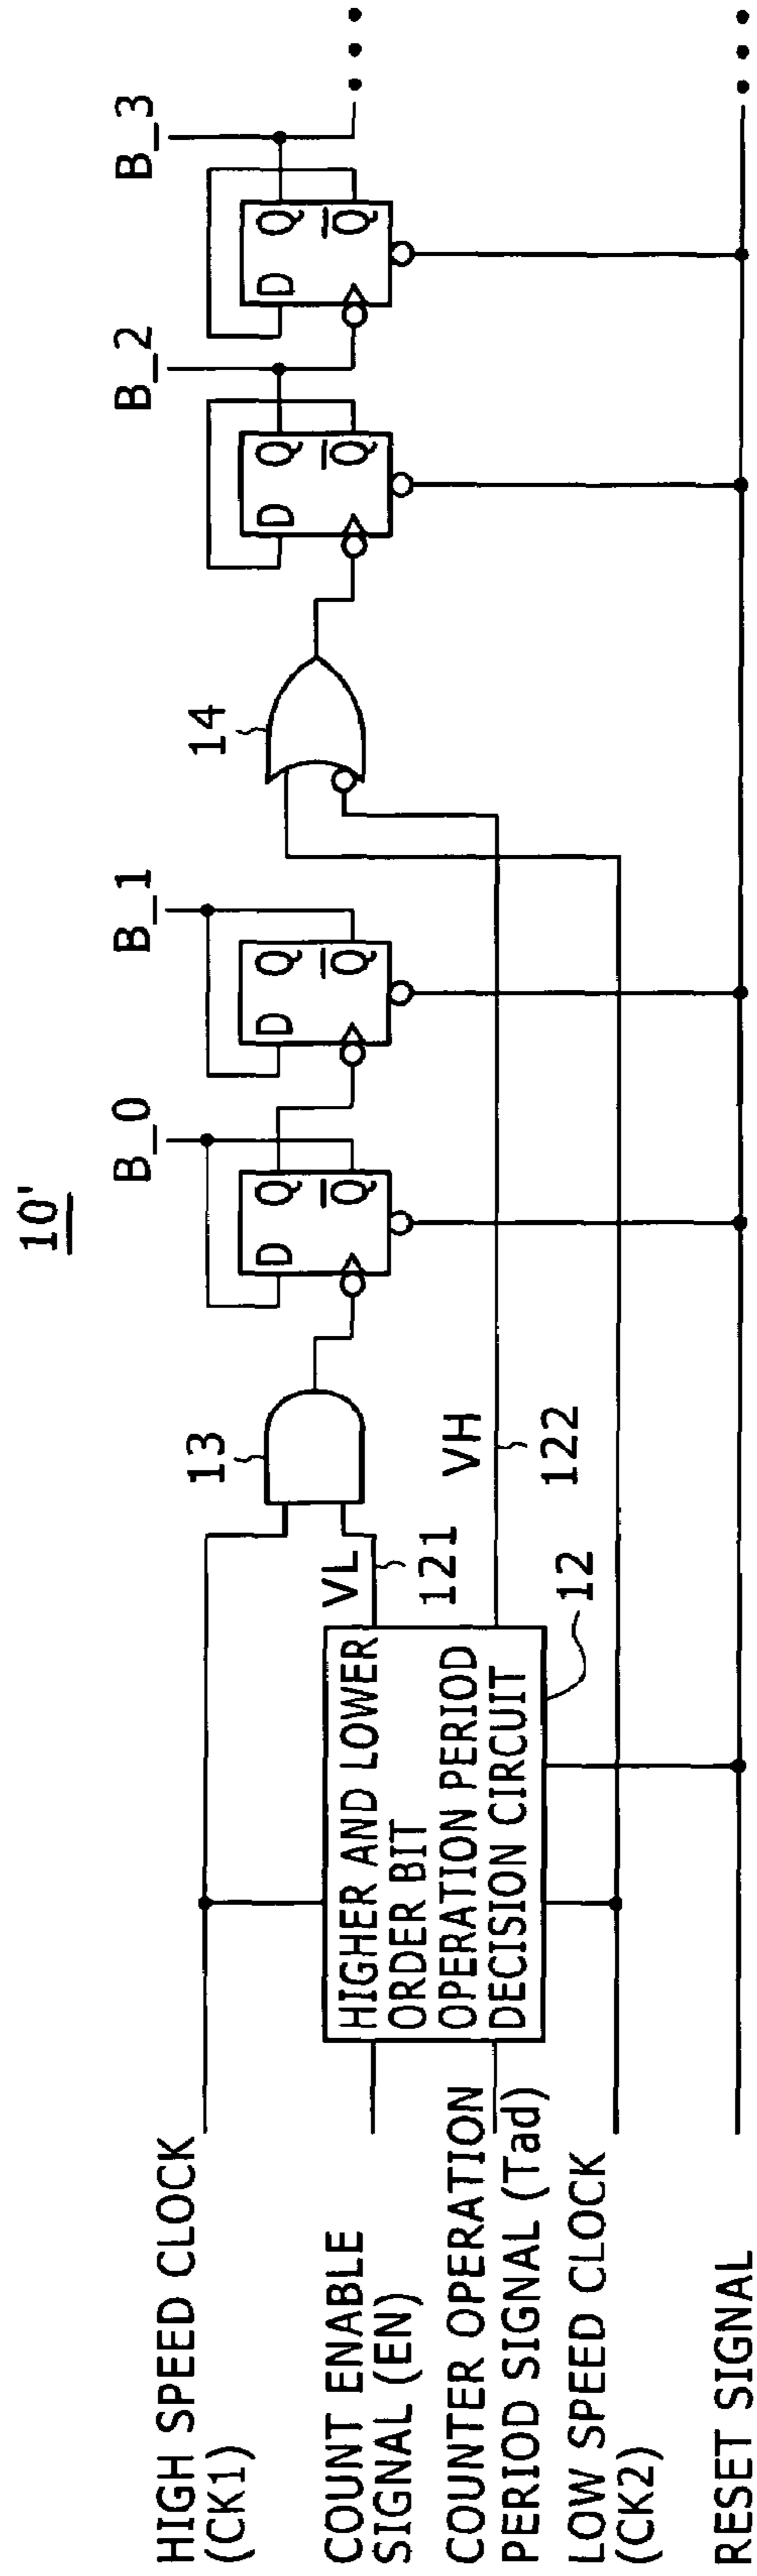 10'
HIGH SPEED CLOCK
(CK1)
COUNT ENABLE
SIGNAL (EN)
COUNTER OPERATION
PERIOD SIGNAL (Tad)
LOW SPEED CLOCK
(CK2)
RESET SIGNAL
HIGHER AND LOWER
ORDER BIT
OPERATION PERIOD
DECISION CIRCUIT
12
VL
121
VH
122
13
B_0
D Q
Q̅
B_1
D Q
Q̅
14
B_2
D Q
Q̅
B_3
D Q
Q̅